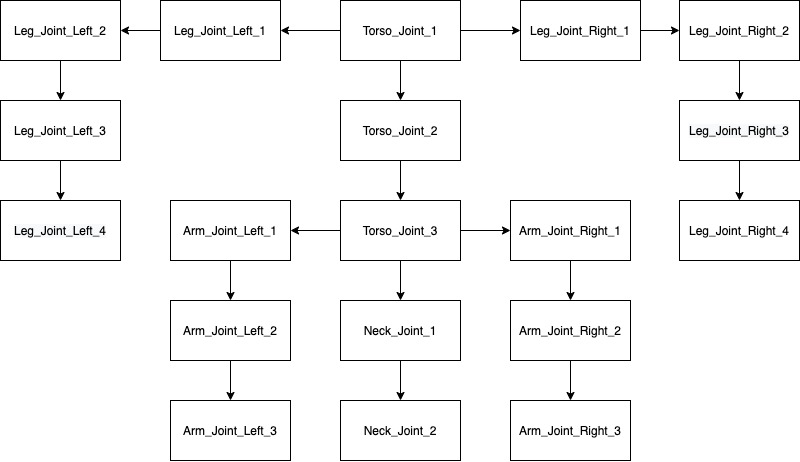 Leg_Joint_Left_2
Leg_Joint_Left_1
Torso_Joint_1
Leg_Joint_Right_1
Leg_Joint_Right_2
Leg_Joint_Left_3
Torso_Joint_2
Leg_Joint_Right_3
Leg_Joint_Left_4
Arm_Joint_Left_1
Torso_Joint_3
Arm_Joint_Right_1
Leg_Joint_Right_4
Arm_Joint_Left_2
Neck_Joint_1
Arm_Joint_Right_2
Arm_Joint_Left_3
Neck_Joint_2
Arm_Joint_Right_3